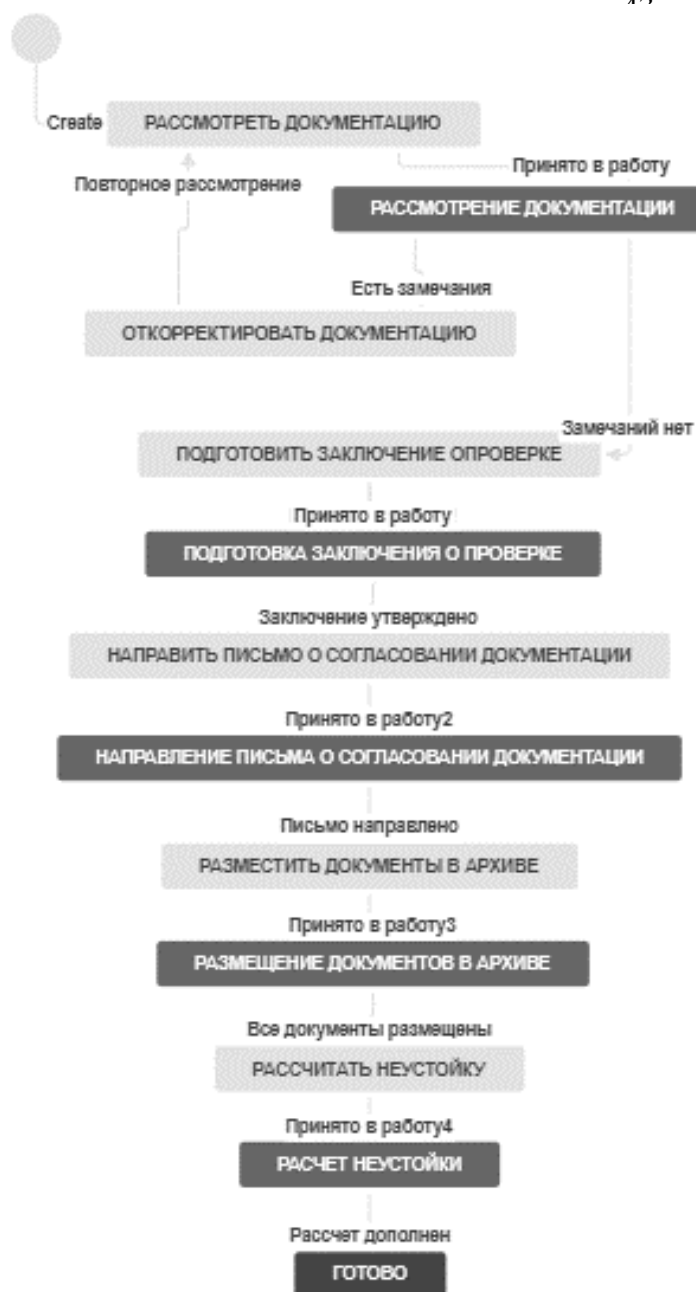 Create
РАССМОТРЕТЬ ДОКУМЕНТАЦИЮ
Принято в работу
Повторное рассмотрение
РАССМОТРЕНИЕ ДОКУМЕНТАЦИИ
Есть замечания
ОТКОРРЕКТИРОВАТЬ ДОКУМЕНТАЦИЮ
Замечаний нет
ПОДГОТОВИТЬ ЗАКЛЮЧЕНИЕ ОПРОВЕРКЕ
Принято в работу
ПОДГОТОВКА ЗАКЛЮЧЕНИЯ О ПРОВЕРКЕ
Заключение утверждено
НАПРАВИТЬ ПИСЬМО О СОГЛАСОВАНИИ ДОКУМЕНТАЦИИ
Принято в работу2
НАПРАВЛЕНИЕ ПИСЬМА О СОГЛАСОВАНИИ ДОКУМЕНТАЦИИ
Письмо направлено
РАЗМЕСТИТЬ ДОКУМЕНТЫ В АРХИВЕ
Принято в работу3
РАЗМЕЩЕНИЕ ДОКУМЕНТОВ В АРХИВЕ
Все документы размещены
РАССЧИТАТЬ НЕУСТОЙКУ
Принято в работу4
РАСЧЕТ НЕУСТОЙКИ
Рассчет дополнен
ГОТОВО